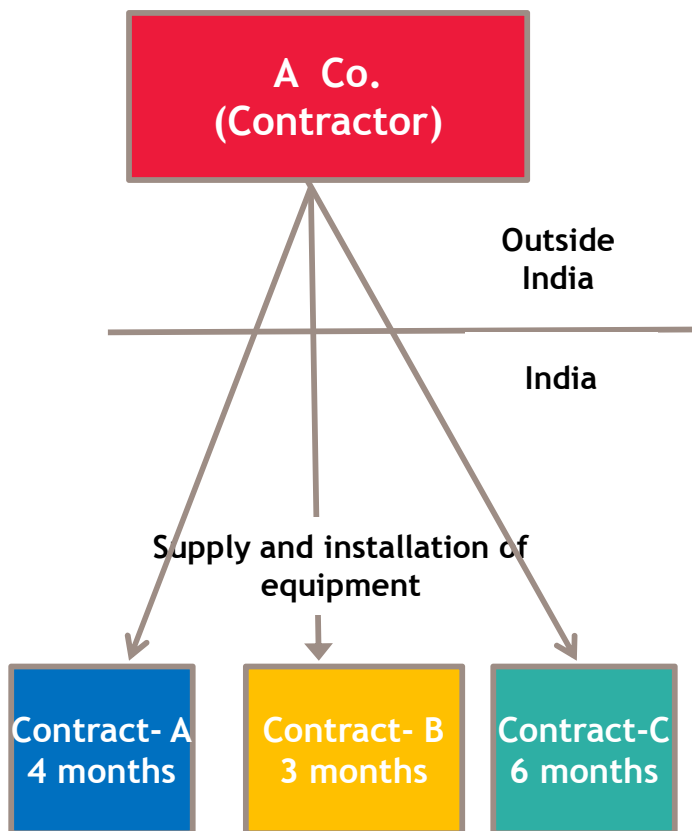 A Co.
(Contractor)
Outside
India
India
Supply and installation of
equipment
Contract- A
4 months
Contract- B
3 months
Contract-C
6 months